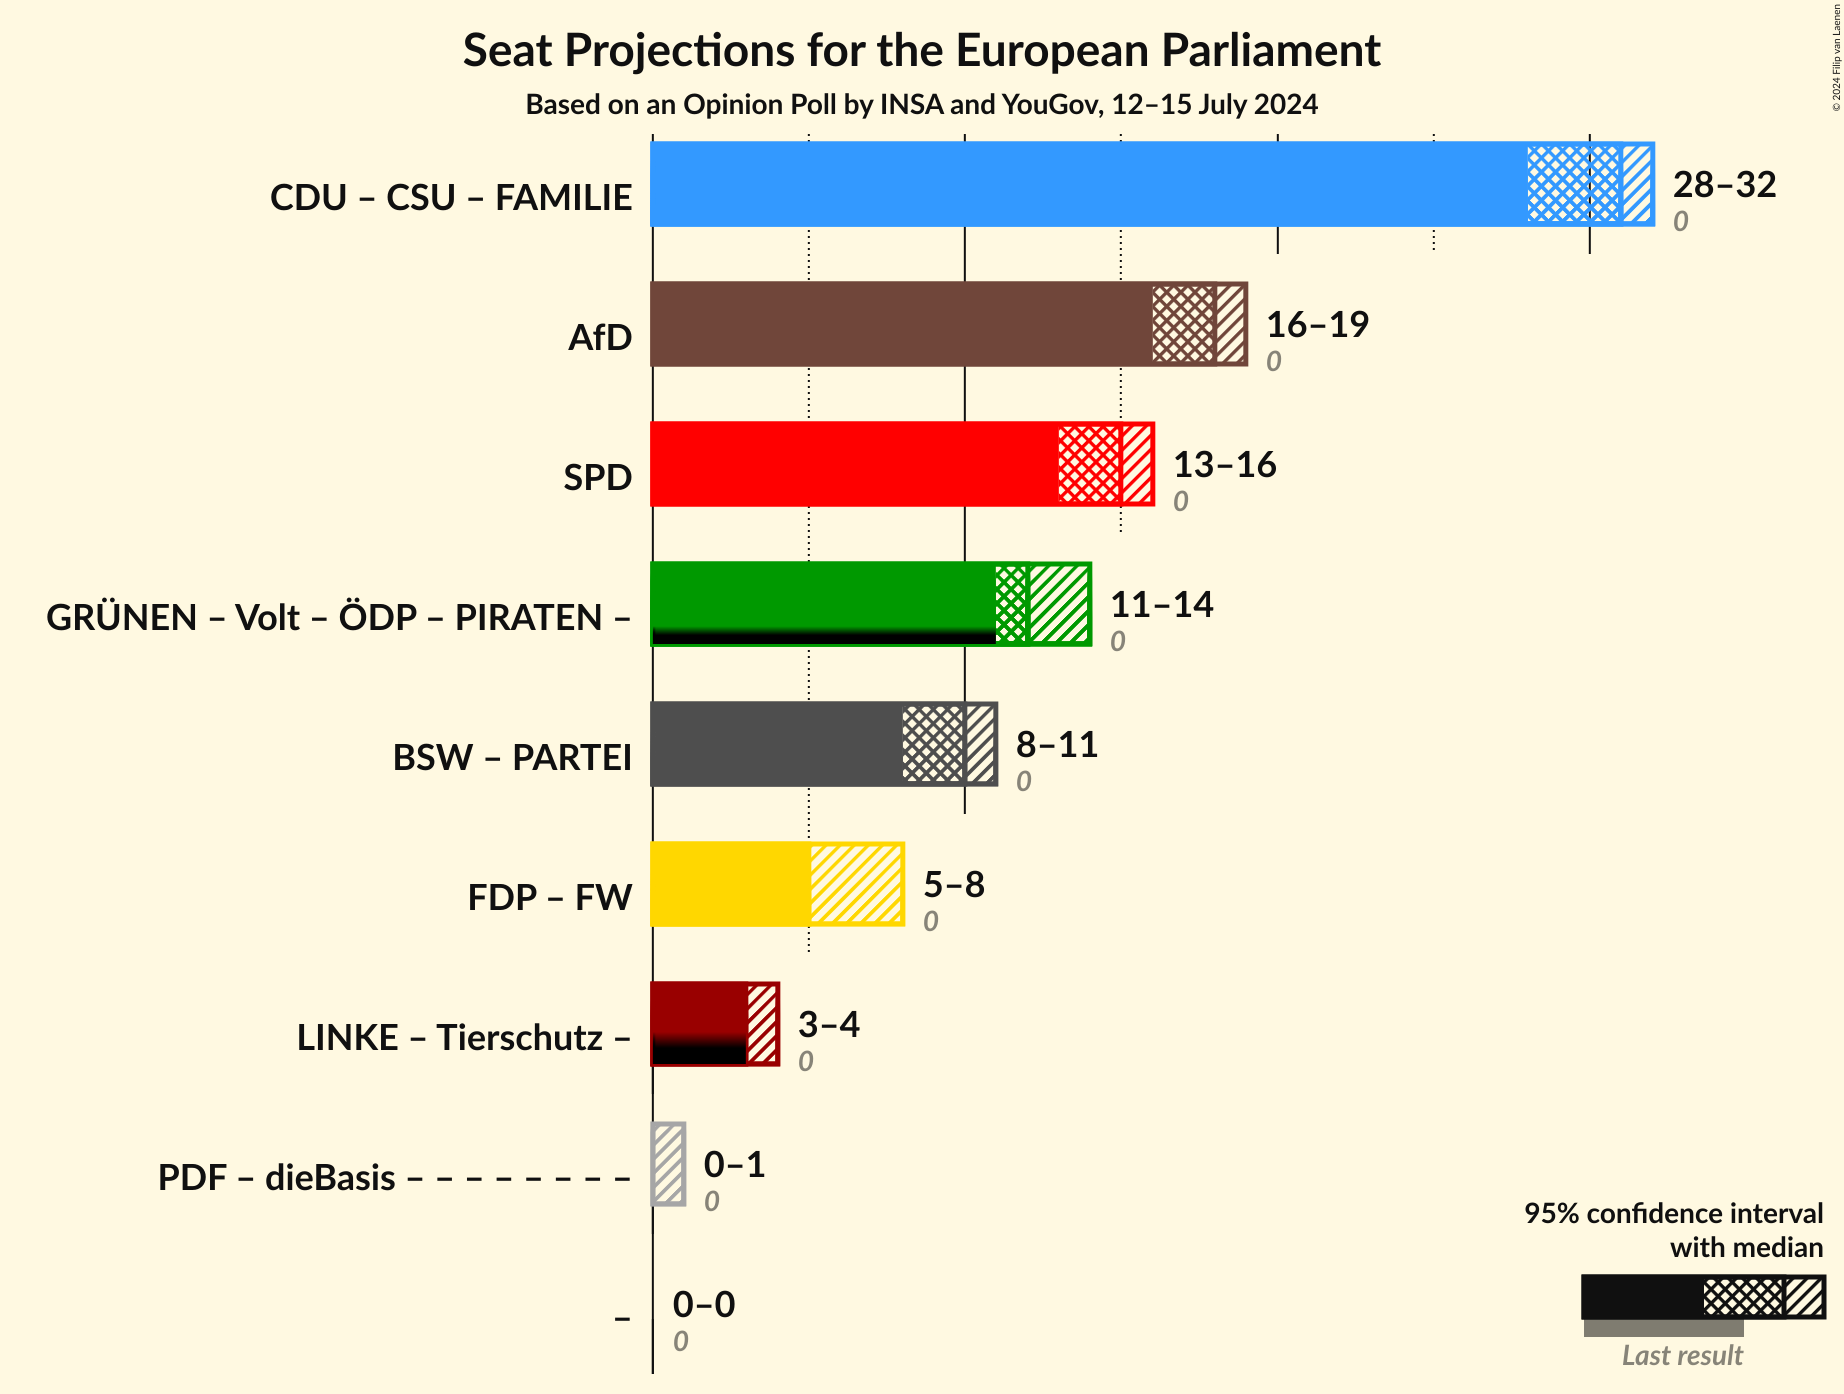 Seat Projections for the European Parliament
Based on an Opinion Poll by INSA and YouGov, 12–15 July 2024
© 2024 Filip van Laenen
CDU – CSU – FAMILIE
28–32
0
AfD
16–19
0
SPD
13–16
0
GRÜNEN – Volt – ÖDP – PIRATEN –
11–14
0
BSW – PARTEI
8–11
0
FDP – FW
5–8
0
LINKE – Tierschutz –
3–4
0
PDF – dieBasis – – – – – – – –
0–1
0
–
0–0
0
95% confidence interval
with median
Last result